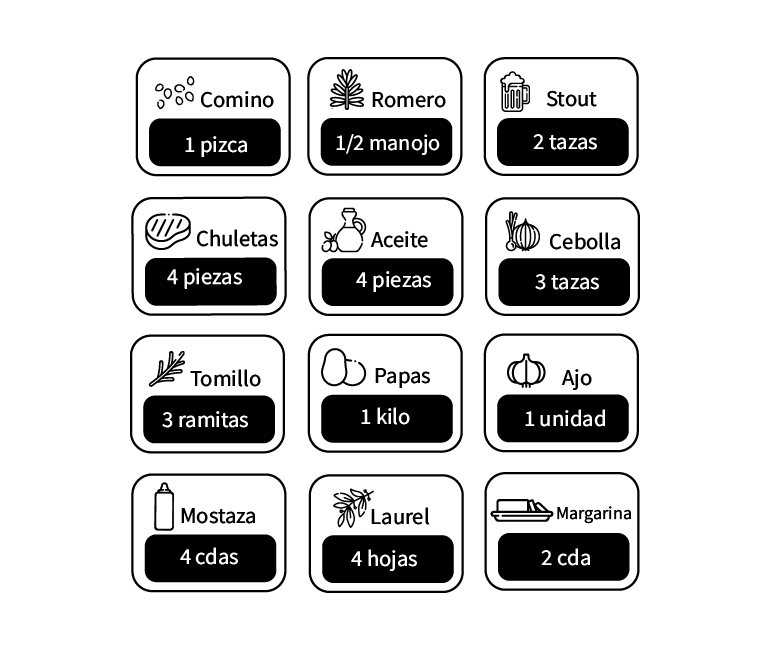 Comino
1 pizca
Romero
1/2 manojo
Stout
2 tazas
Chuletas
4 piezas
Aceite
4 piezas
Cebolla
3 tazas
Tomillo
3 ramitas
Papas
1 kilo
Ajo
1 unidad
Mostaza
4 cdas
Laurel
4 hojas
Margarina
2 cda